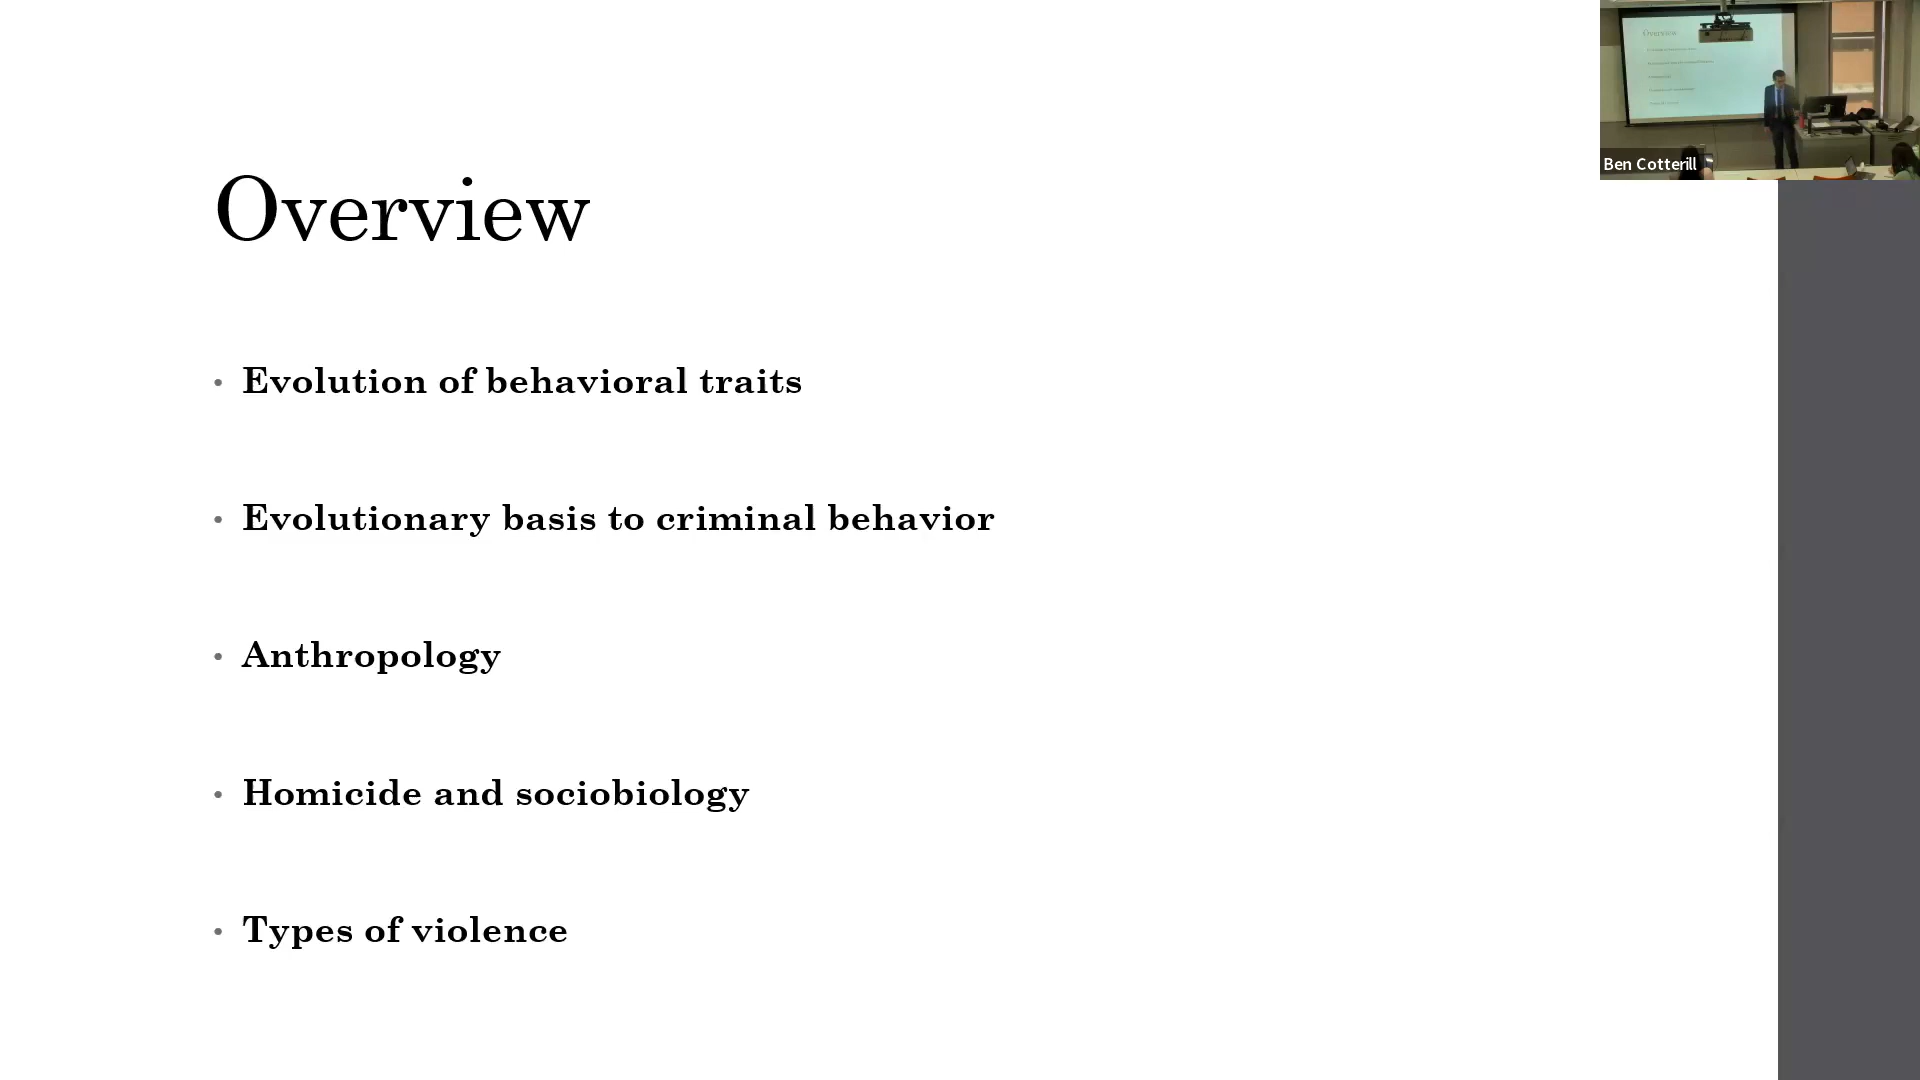 Overview
• Evolution of behavioral traits
• Evolutionary basis to criminal behavior
• Anthropology
• Homicide and sociobiology
• Types of violence
Overview
Ben Cotterill